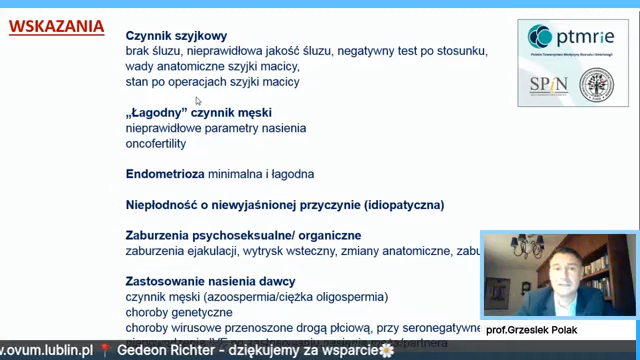 WSKAZANIA
Czynnik szyjkowy
brak śluzu, nieprawidłowa jakość śluzu, negatywny test po stosunku,
wady anatomiczne szyjki macicy,
stan po operacjach szyjki macicy
„Łagodny” czynnik męski
nieprawidłowe parametry nasienia
oncofertility
Endometrioza minimalna i łagodna
Niepłodność o niewyjaśnionej przyczynie (idiopatyczna)
Zaburzenia psychoseksualne/ organiczne
zaburzenia ejakulacji, wytrysk wsteczny, zmiany anatomiczne, zabu
Zastosowanie nasienia dawcy
czynnik męski (azoospermia/ciężka oligospermia)
choroby genetyczne
choroby wirusowe przenoszone drogą płciową, przy seronegatywne
ptmrie
SPiN
prof.Grzesiek Polak
w.ovum.lublin.pl 📍 Gedeon Richter - dziękujemy za wsparcie🌼